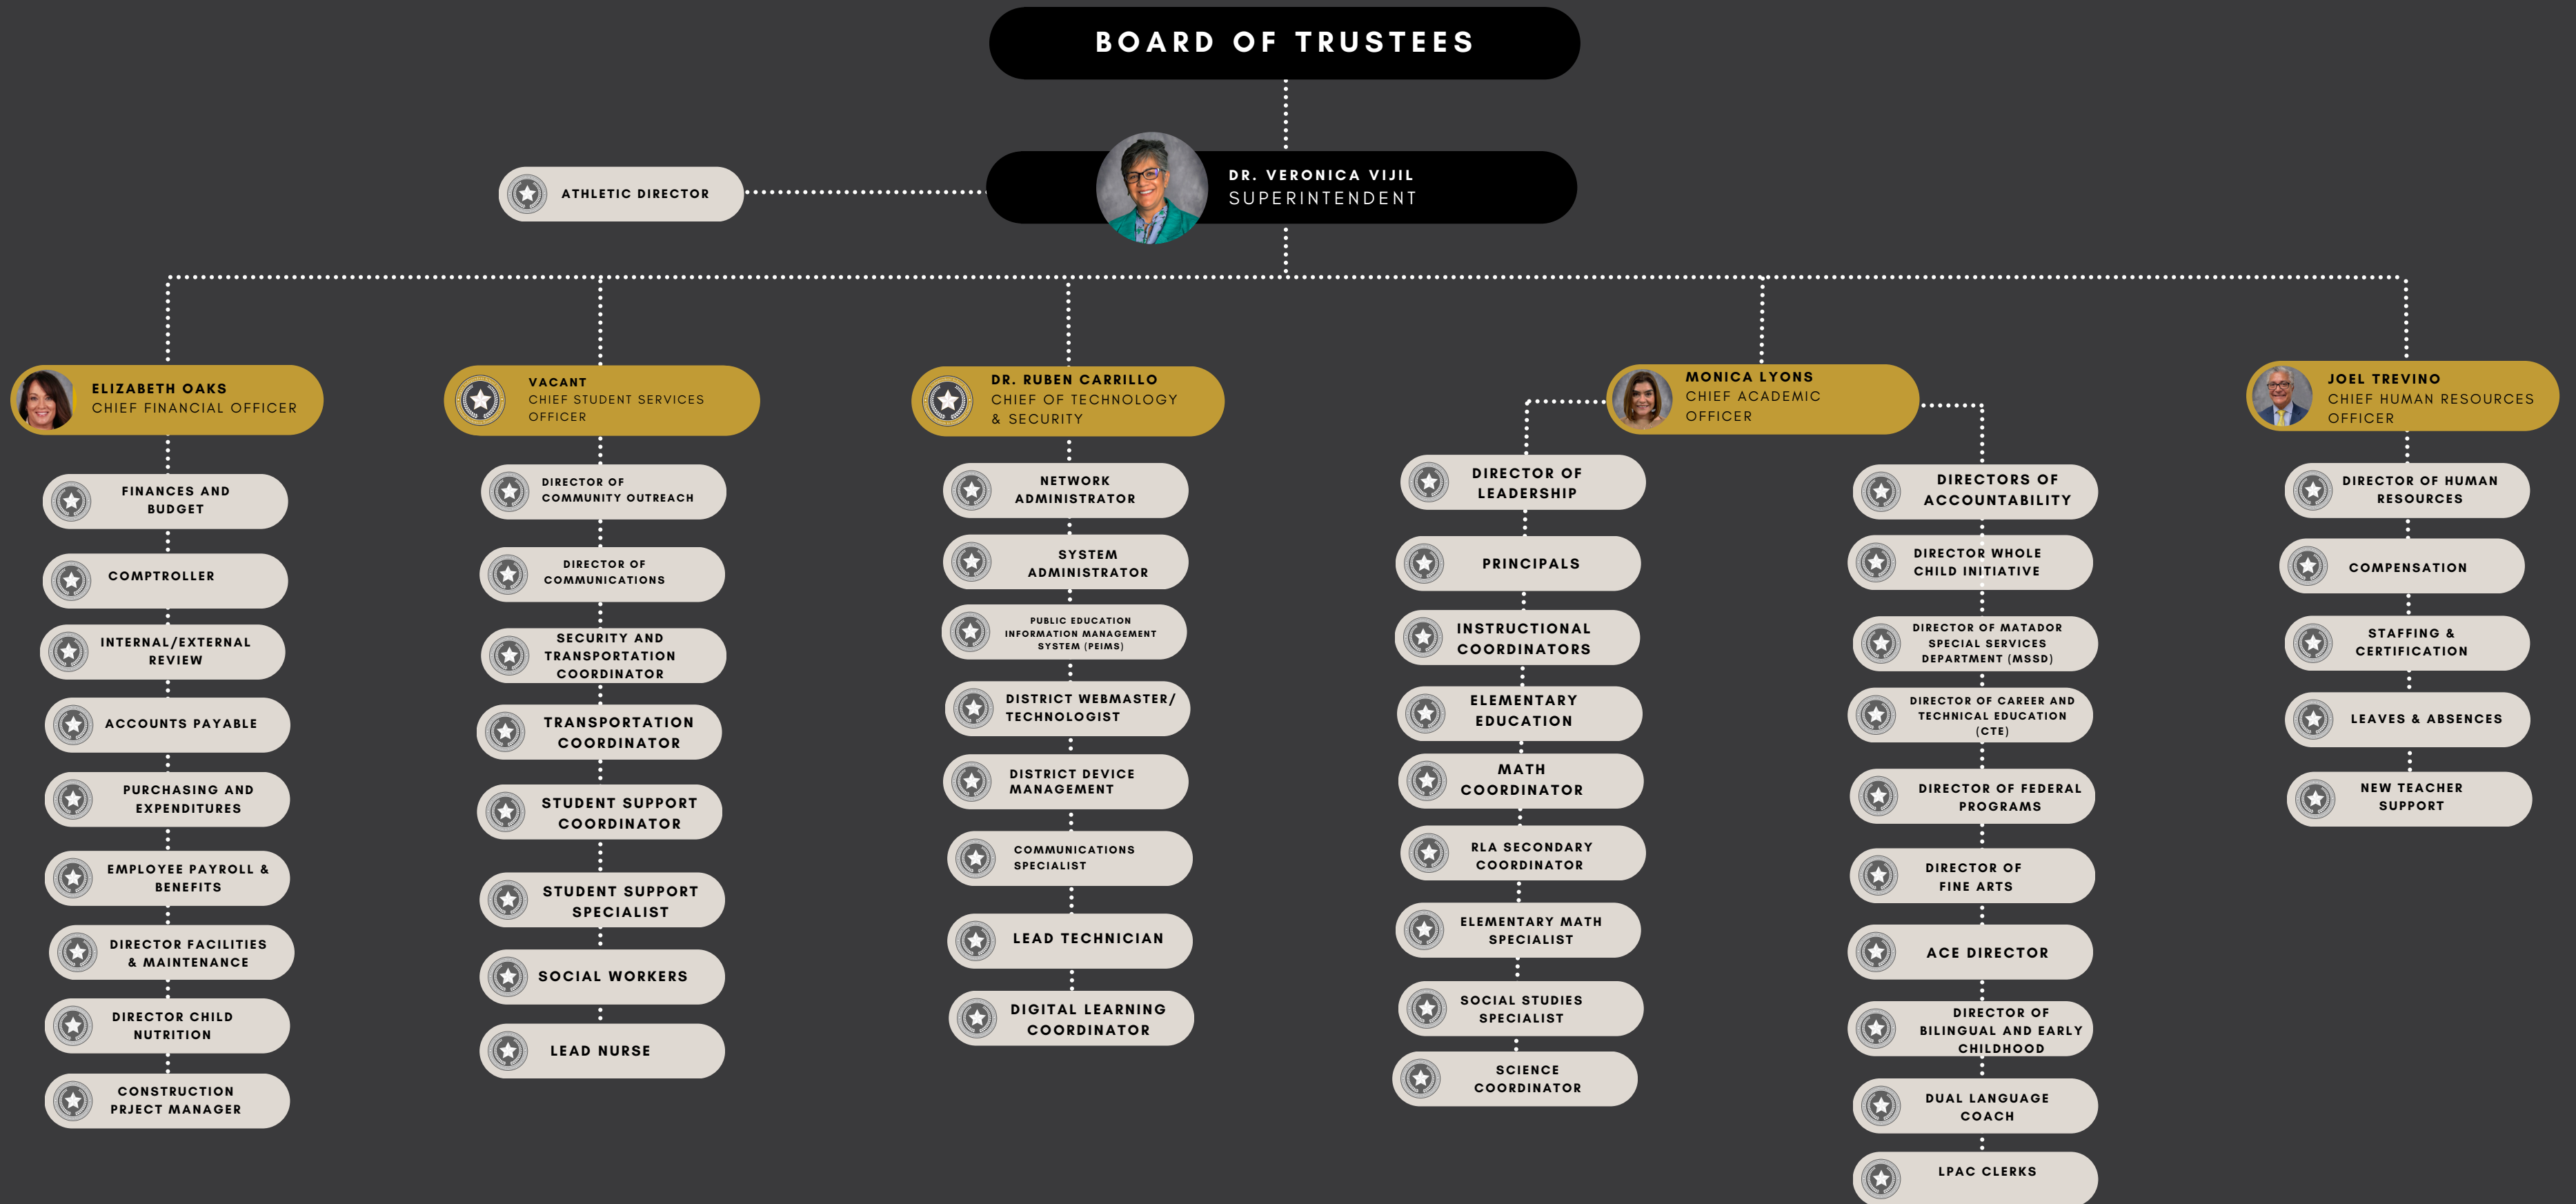 BOARD OF TRUSTEES
DR. VERONICA VIJIL
SUPERINTENDENT
ATHLETIC DIRECTOR
ELIZABETH OAKS
CHIEF FINANCIAL OFFICER
FINANCES AND
BUDGET
COMPTROLLER
INTERNAL/EXTERNAL
REVIEW
ACCOUNTS PAYABLE
PURCHASING AND
EXPENDITURES
EMPLOYEE PAYROLL &
BENEFITS
DIRECTOR FACILITIES
& MAINTENANCE
DIRECTOR CHILD
NUTRITION
CONSTRUCTION
PRJECT MANAGER
VACANT
CHIEF STUDENT SERVICES
OFFICER
DIRECTOR OF
COMMUNITY OUTREACH
DIRECTOR OF
COMMUNICATIONS
SECURITY AND
TRANSPORTATION
COORDINATOR
TRANSPORTATION
COORDINATOR
STUDENT SUPPORT
COORDINATOR
STUDENT SUPPORT
SPECIALIST
SOCIAL WORKERS
LEAD NURSE
DR. RUBEN CARRILLO
CHIEF OF TECHNOLOGY
& SECURITY
NETWORK
ADMINISTRATOR
SYSTEM
ADMINISTRATOR
PUBLIC EDUCATION
INFORMATION MANAGEMENT
SYSTEM (PEIMS)
DISTRICT WEBMASTER/
TECHNOLOGIST
DISTRICT DEVICE
MANAGEMENT
COMMUNICATIONS
SPECIALIST
LEAD TECHNICIAN
DIGITAL LEARNING
COORDINATOR
MONICA LYONS
CHIEF ACADEMIC
OFFICER
DIRECTOR OF
LEADERSHIP
PRINCIPALS
INSTRUCTIONAL
COORDINATORS
ELEMENTARY
EDUCATION
MATH
COORDINATOR
RLA SECONDARY
COORDINATOR
ELEMENTARY MATH
SPECIALIST
SOCIAL STUDIES
SPECIALIST
SCIENCE
COORDINATOR
DIRECTORS OF
ACCOUNTABILITY
DIRECTOR WHOLE
CHILD INITIATIVE
DIRECTOR OF MATADOR
SPECIAL SERVICES
DEPARTMENT (MSSD)
DIRECTOR OF CAREER AND
TECHNICAL EDUCATION
(CTE)
DIRECTOR OF FEDERAL
PROGRAMS
DIRECTOR OF
FINE ARTS
ACE DIRECTOR
DIRECTOR OF
BILINGUAL AND EARLY
CHILDHOOD
DUAL LANGUAGE
COACH
LPAC CLERKS
JOEL TREVINO
CHIEF HUMAN RESOURCES
OFFICER
DIRECTOR OF HUMAN
RESOURCES
COMPENSATION
STAFFING &
CERTIFICATION
LEAVES & ABSENCES
NEW TEACHER
SUPPORT